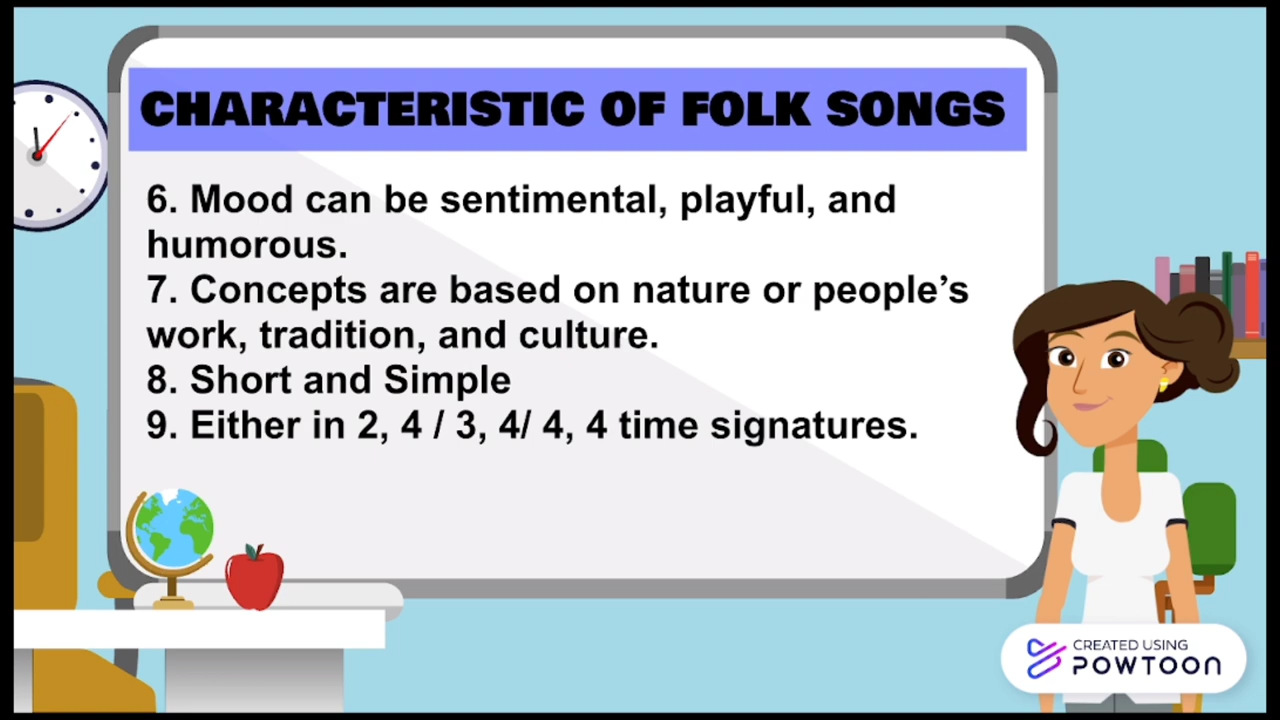 CHARACTERISTIC OF FOLK SONGS
6. Mood can be sentimental, playful, and
humorous.
7. Concepts are based on nature or people’s
work, tradition, and culture.
8. Short and Simple
9. Either in 2, 4 / 3, 4/ 4, 4 time signatures.
CREATED USING
POWTOON